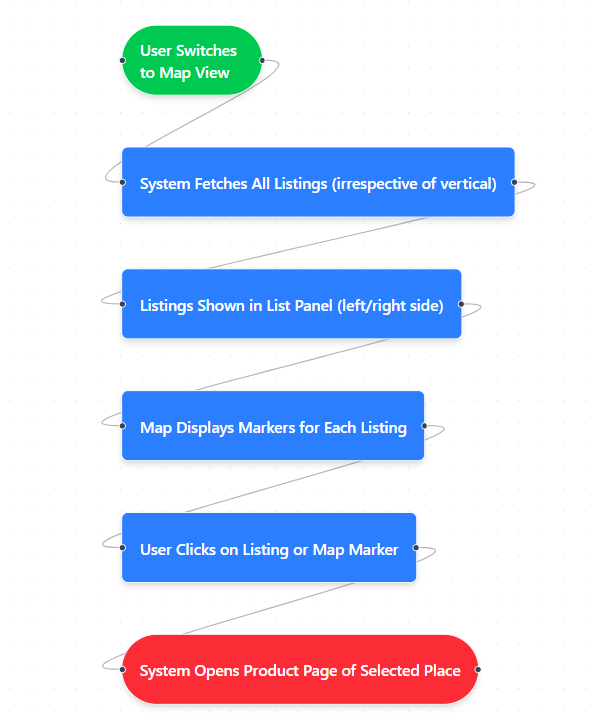 User Switches
to Map View
System Fetches All Listings (irrespective of vertical)
Listings Shown in List Panel (left/right side)
Map Displays Markers for Each Listing
User Clicks on Listing or Map Marker
System Opens Product Page of Selected Place